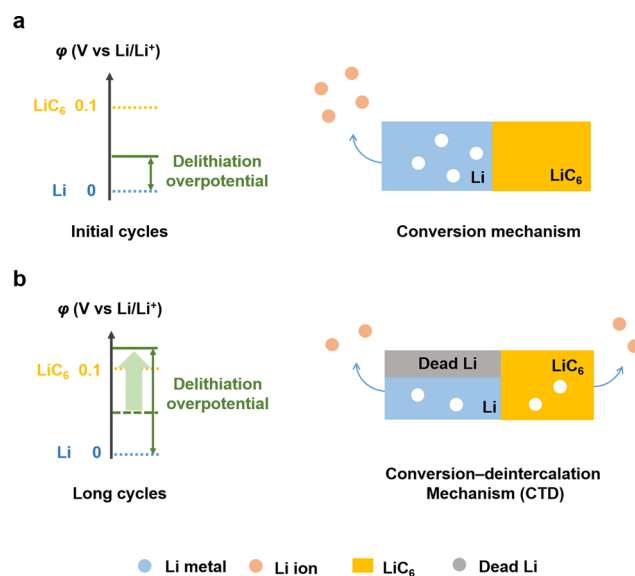 a
φ (V vs Li/Li⁺)
LiC₆ 0.1
Delithiation
overpotential
Li 0
Initial cycles
Li
LiC₆
Conversion mechanism
b
φ (V vs Li/Li⁺)
LiC₆ 0.1
Delithiation
overpotential
Li 0
Long cycles
Dead Li
LiC₆
Li
Conversion–deintercalation
Mechanism (CTD)
Li metal
Li ion
LiC₆
Dead Li